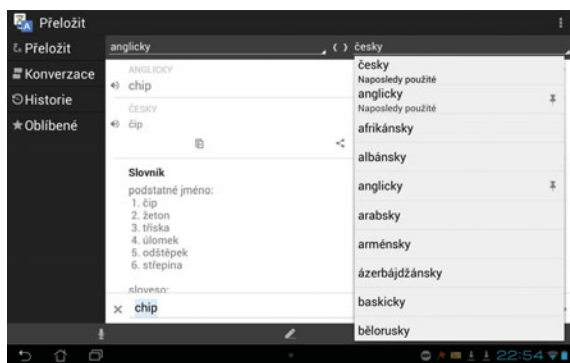 Přeložit
Přeložit
Konverzace
Historie
Oblíbené
anglicky
česky
ANGLICKY
chip
ČESKY
čip
Slovník
podstatné jméno:
1. čip
2. žeton
3. tříska
4. úlomek
5. odštěpek
6. střepina
sloveso:
chip
česky
Naposledy použité
anglicky
Naposledy použité
afrikánsky
albánsky
anglicky
arabsky
arménsky
ázerbájdžánsky
baskicky
bělorusky
22:54